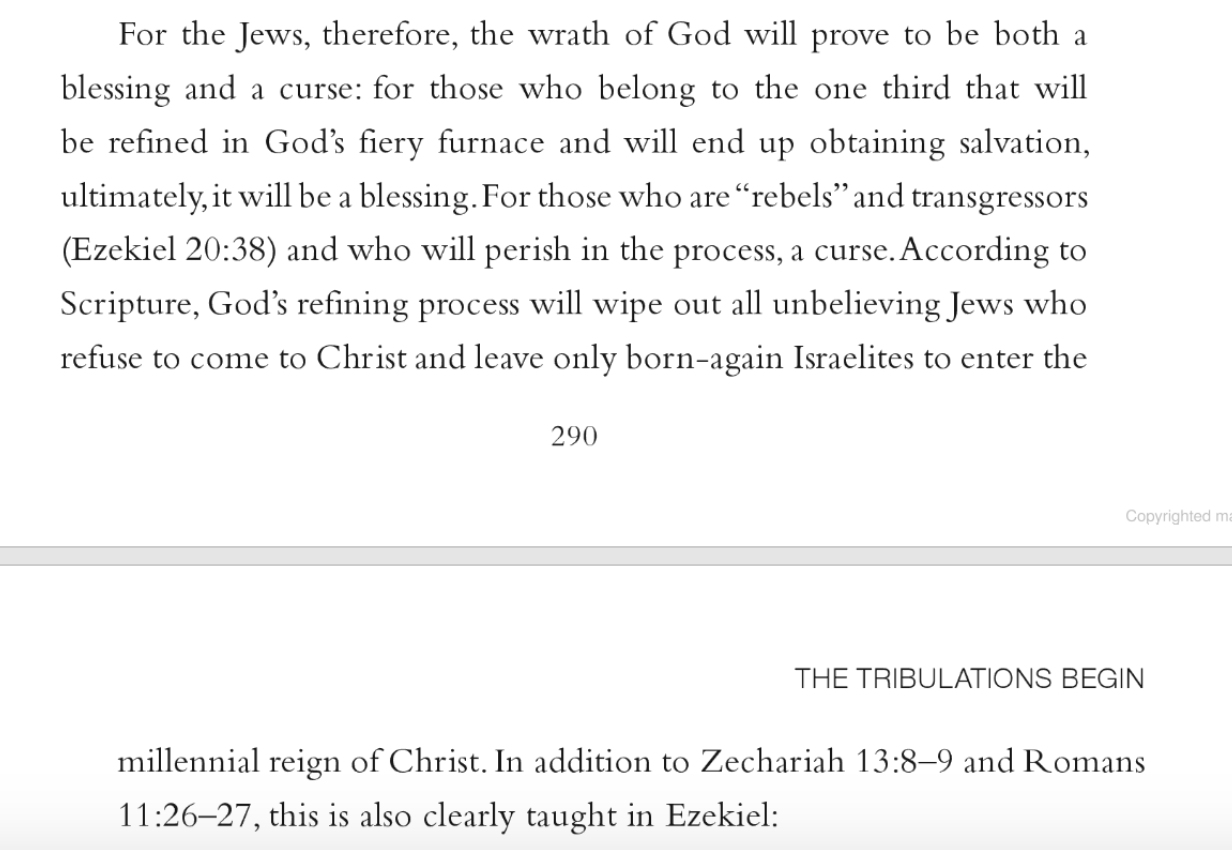 For the Jews, therefore, the wrath of God will prove to be both a
blessing and a curse: for those who belong to the one third that will
be refined in God’s fiery furnace and will end up obtaining salvation,
ultimately, it will be a blessing. For those who are “rebels” and transgressors
(Ezekiel 20:38) and who will perish in the process, a curse. According to
Scripture, God’s refining process will wipe out all unbelieving Jews who
refuse to come to Christ and leave only born-again Israelites to enter the
290
Copyrighted ma
THE TRIBULATIONS BEGIN
millennial reign of Christ. In addition to Zechariah 13:8–9 and Romans
11:26–27, this is also clearly taught in Ezekiel: